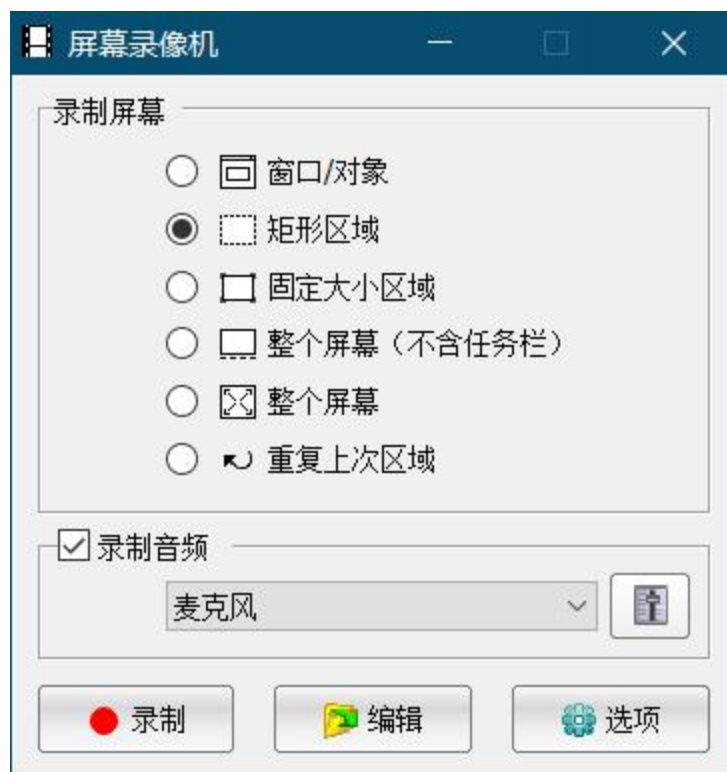 屏幕录像机
录制屏幕
窗口/对象
矩形区域
固定大小区域
整个屏幕（不含任务栏）
整个屏幕
重复上次区域
录制音频
麦克风
录制 编辑 选项